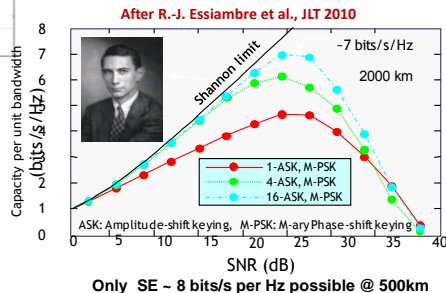 After R.-J. Essiambre et al., JLT 2010
Capacity per unit bandwidth
(bits/s/Hz)
8
7
6
5
4
3
2
1
0
Shannon limit
~7 bits/s/Hz
2000 km
1-ASK, M-PSK
4-ASK, M-PSK
16-ASK, M-PSK
ASK: Amplitude-shift keying, M-PSK: M-ary Phase-shift keying
0 5 10 15 20 25 30 35 40
SNR (dB)
Only SE ~ 8 bits/s per Hz possible @ 500km